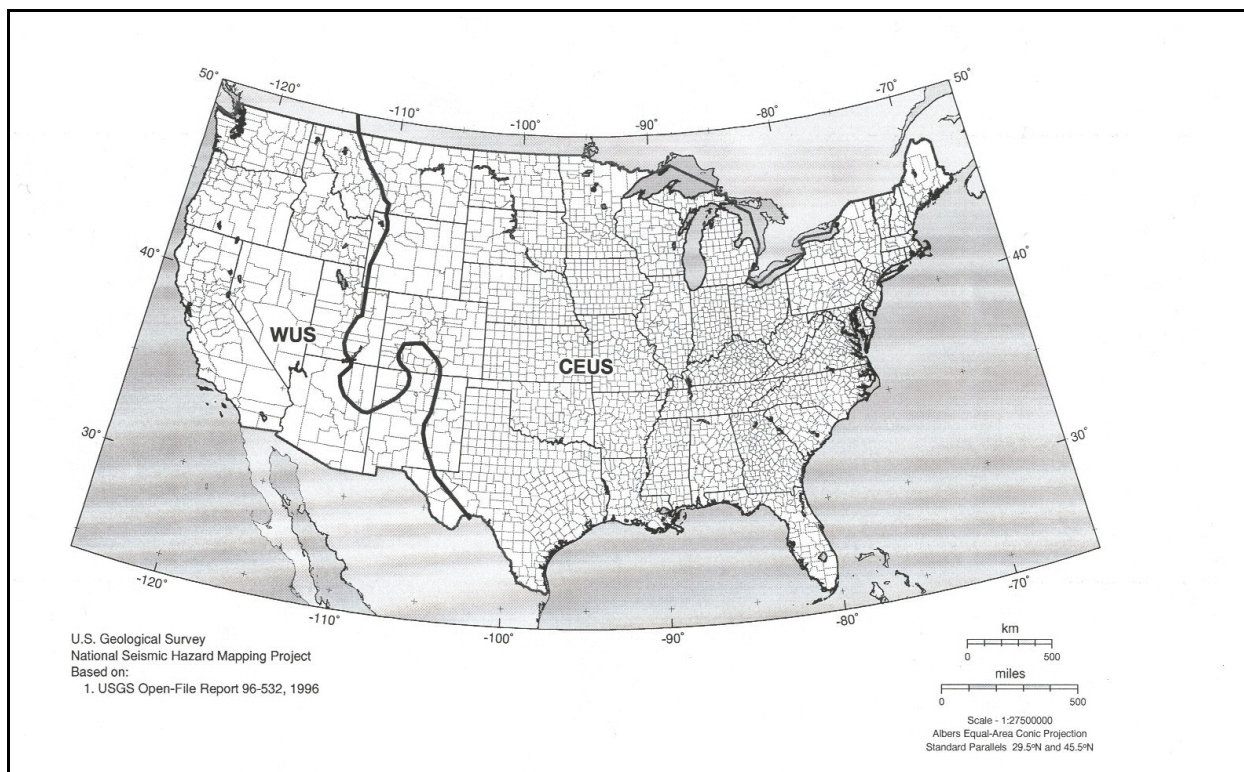 50°
-120°
-110°
-100°
-90°
-80°
-70°
50°
40°
40°
WUS
CEUS
30°
30°
-120°
-110°
-100°
-90°
-80°
-70°
U.S. Geological Survey
National Seismic Hazard Mapping Project
Based on:
1. USGS Open-File Report 96-532, 1996
km
0 500
miles
0 500
Scale - 1:27500000
Albers Equal-Area Conic Projection
Standard Parallels 29.5ºN and 45.5ºN